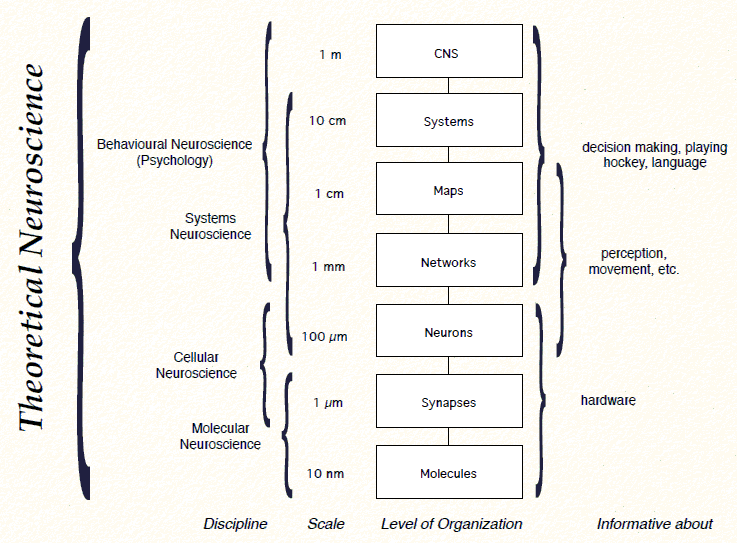 Theoretical Neuroscience
1 m
CNS
10 cm
Systems
Behavioural Neuroscience
(Psychology)
decision making, playing
hockey, language
1 cm
Maps
Systems
Neuroscience
perception,
movement, etc.
1 mm
Networks
100 µm
Neurons
Cellular
Neuroscience
1 µm
Synapses
hardware
Molecular
Neuroscience
10 nm
Molecules
Discipline
Scale
Level of Organization
Informative about